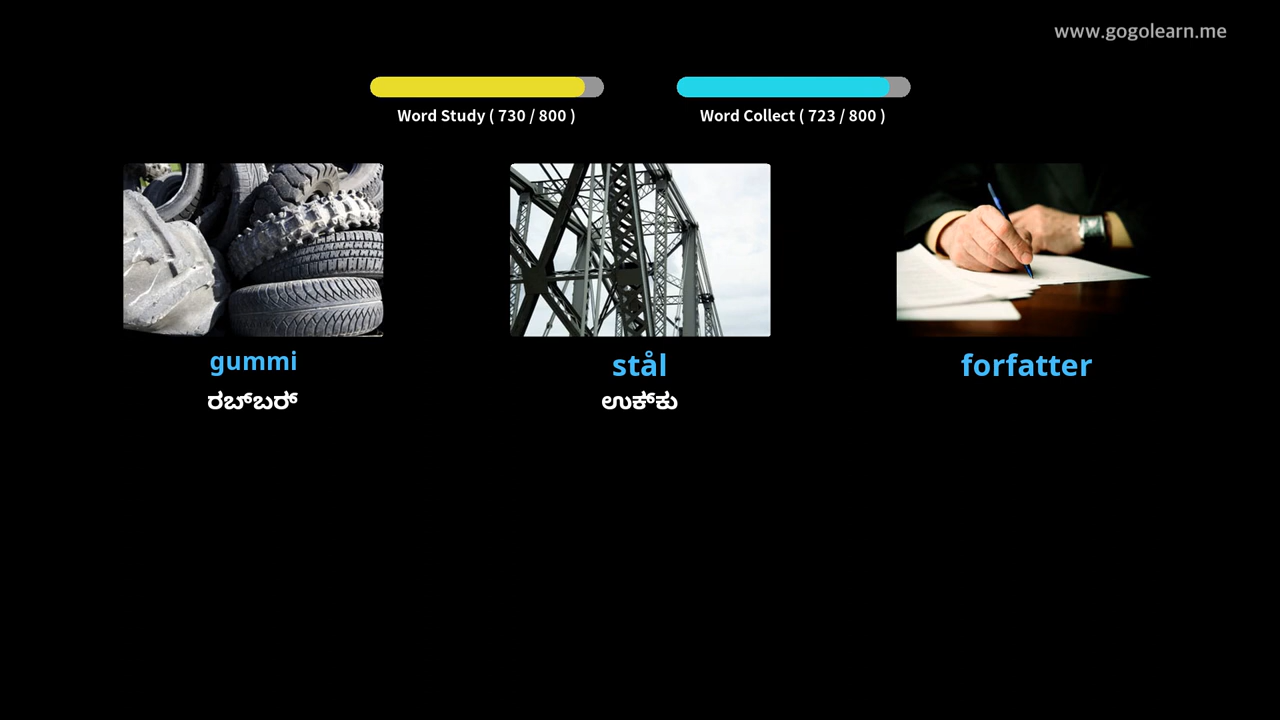 www.gogolearn.me
Word Study ( 730 / 800 )
Word Collect ( 723 / 800 )
gummi
stål
forfatter
ರಬ್‌ಬರ್
ಉಕ್‌ಕು